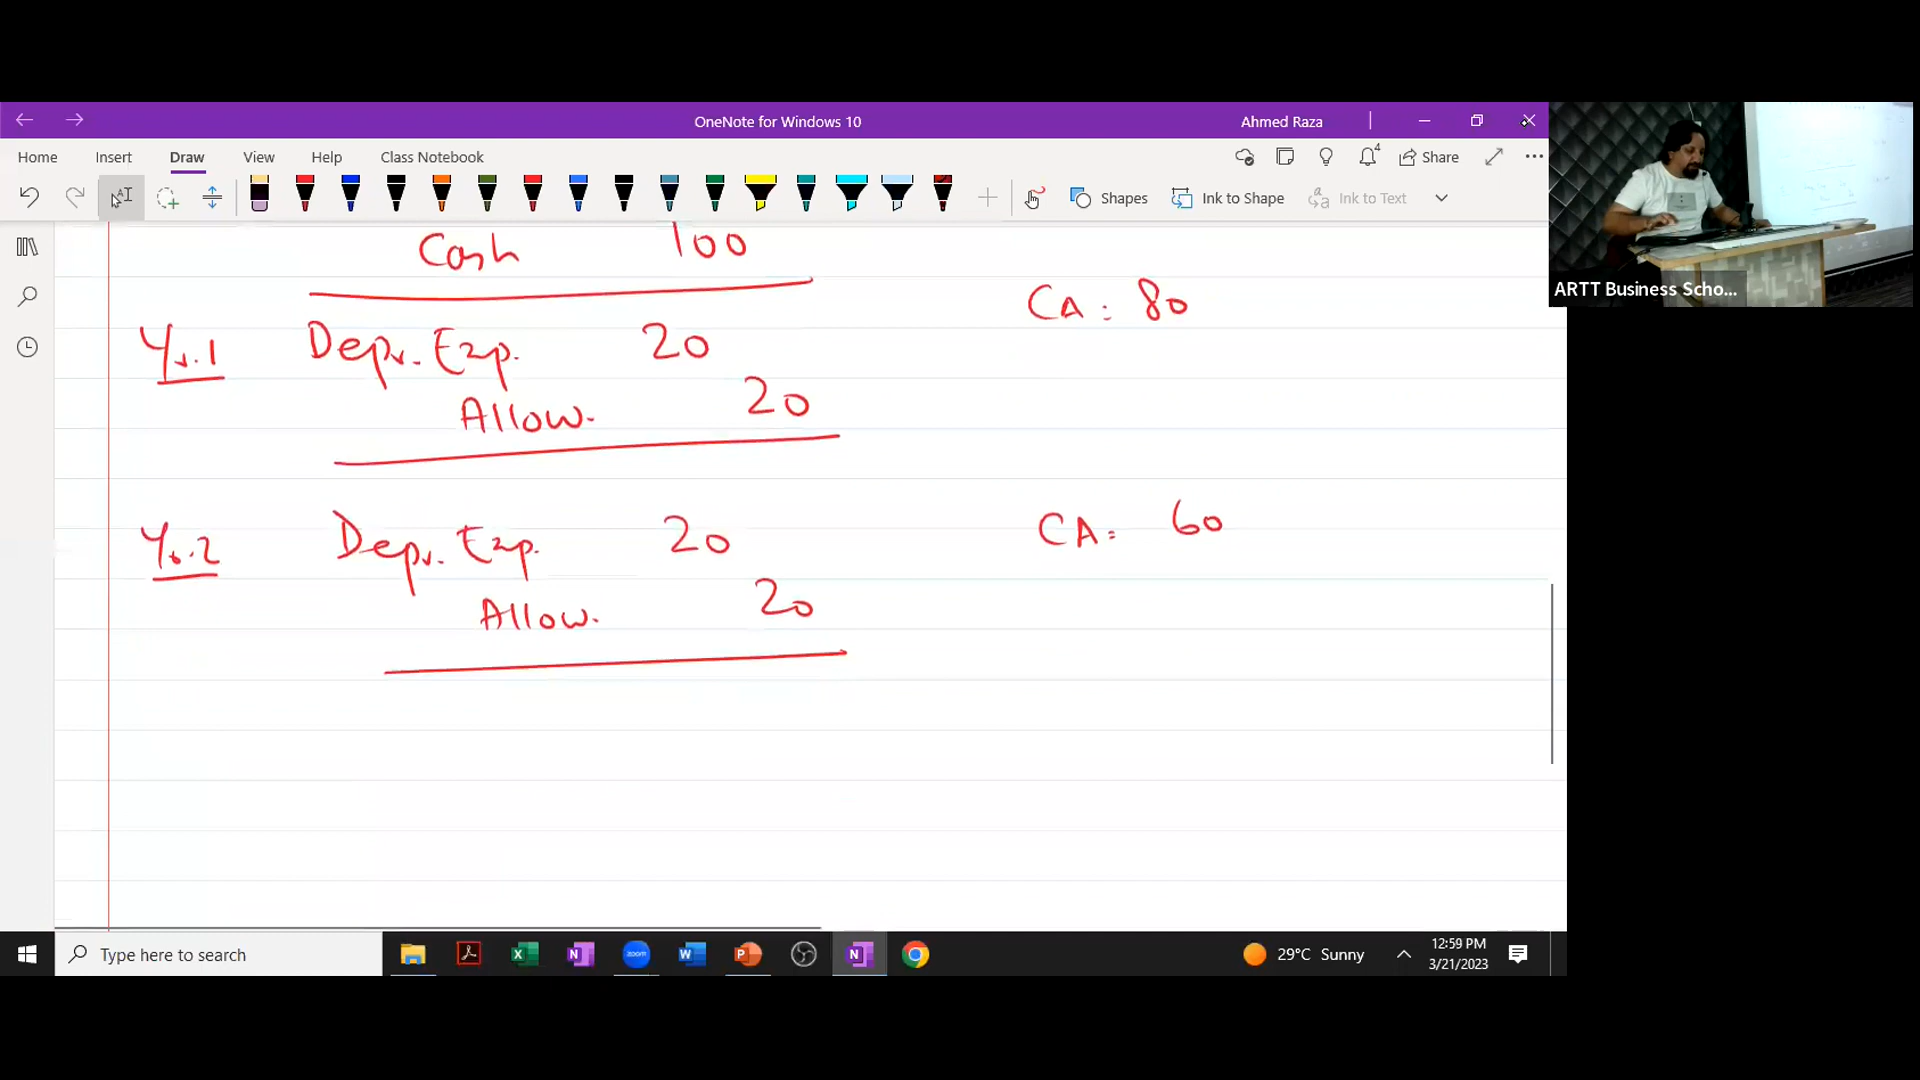 OneNote for Windows 10
Ahmed Raza
Home Insert Draw View Help Class Notebook
4
Share
Shapes
Ink to Shape
Ink to Text
ARTT Business Scho...
Cash 100
CA: 80
Yr.1 Depr. Exp. 20
Allow. 20
Yr.2 Depr. Exp. 20
CA: 60
Allow. 20
Type here to search
zoom
29°C Sunny
12:59 PM
3/21/2023